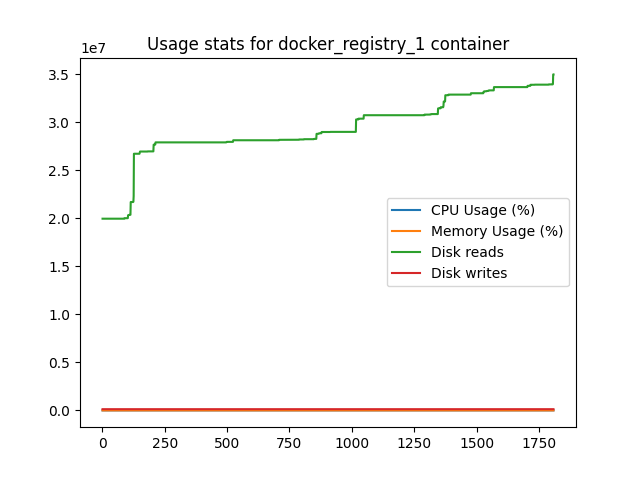 Usage stats for docker_registry_1 container
1e7
3.5
3.0
2.5
2.0
1.5
1.0
0.5
0.0
CPU Usage (%)
Memory Usage (%)
Disk reads
Disk writes
0 250 500 750 1000 1250 1500 1750